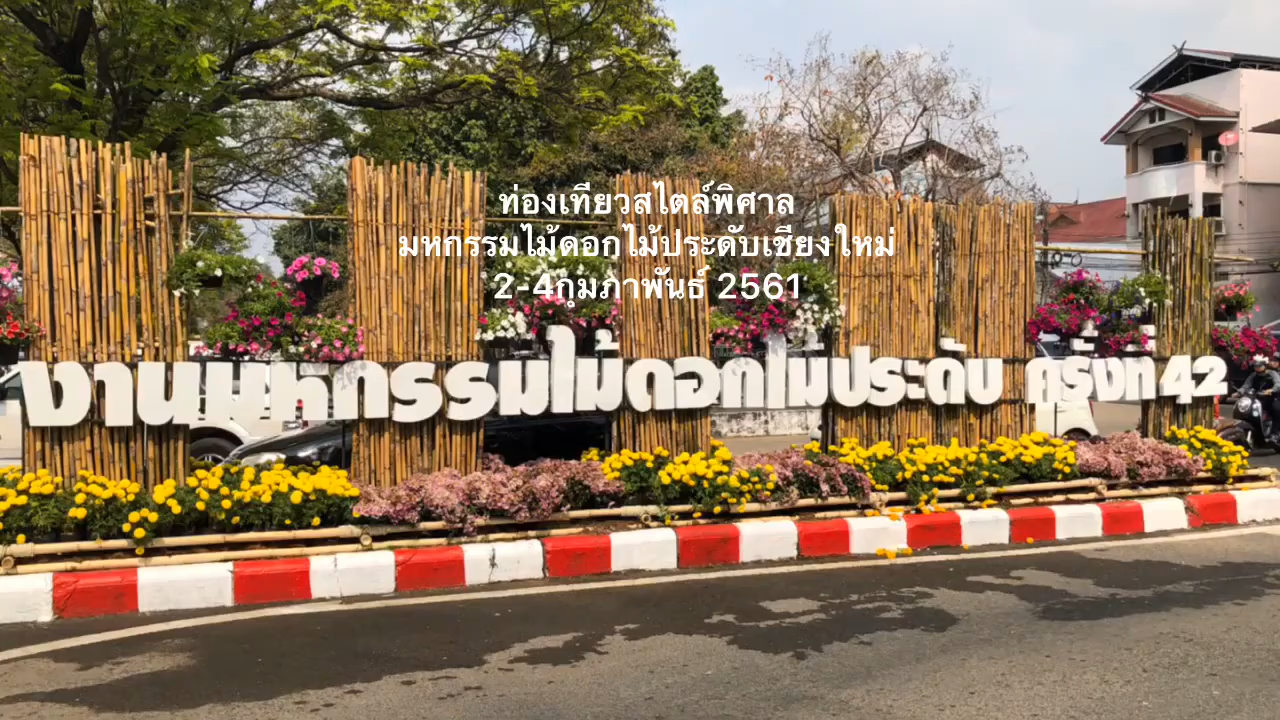 ท่องเที่ยวสไตล์พิศาล
มหกรรมไม้ดอกไม้ประดับเชียงใหม่
2-4กุมภาพันธ์ 2561
งานมหกรรมไม้ดอกไม้ประดับ ครั้งที่ 42